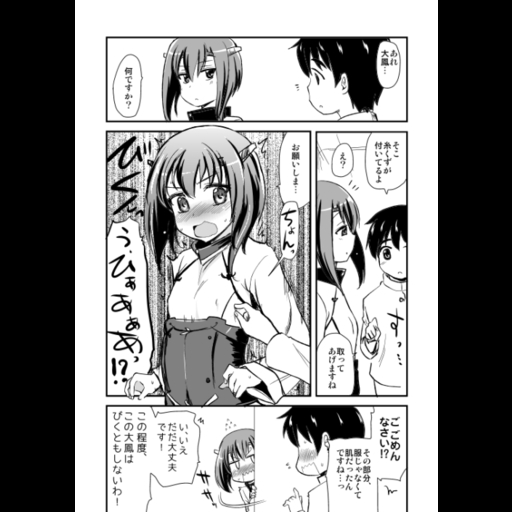 あれ
大鳳…
何ですか?
そこ
糸くずが
付いてるよ
え?
取って
あげますね
すっ…
お願いしま…
ちょん。
びくんっ
う、ひぁぁぁぁっ!?
ごごめん
なさい!?
その部分、
服じゃなくて
肌だったん
ですね…っ
いいえ
だだ大丈夫
です!
この程度、
この大鳳は
びくともしないわ!